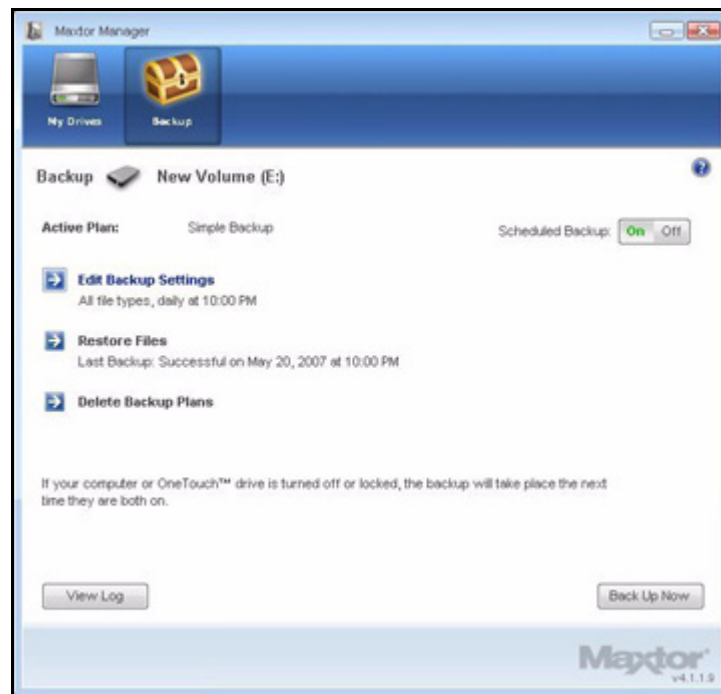 Maxtor Manager
My Drives
Backup
Backup New Volume (E:)
Active Plan: Simple Backup
Scheduled Backup: On Off
Edit Backup Settings
All file types, daily at 10:00 PM
Restore Files
Last Backup: Successful on May 20, 2007 at 10:00 PM
Delete Backup Plans
If your computer or OneTouch™ drive is turned off or locked, the backup will take place the next
time they are both on.
View Log
Back Up Now
Maxtor
v4.1.1.9